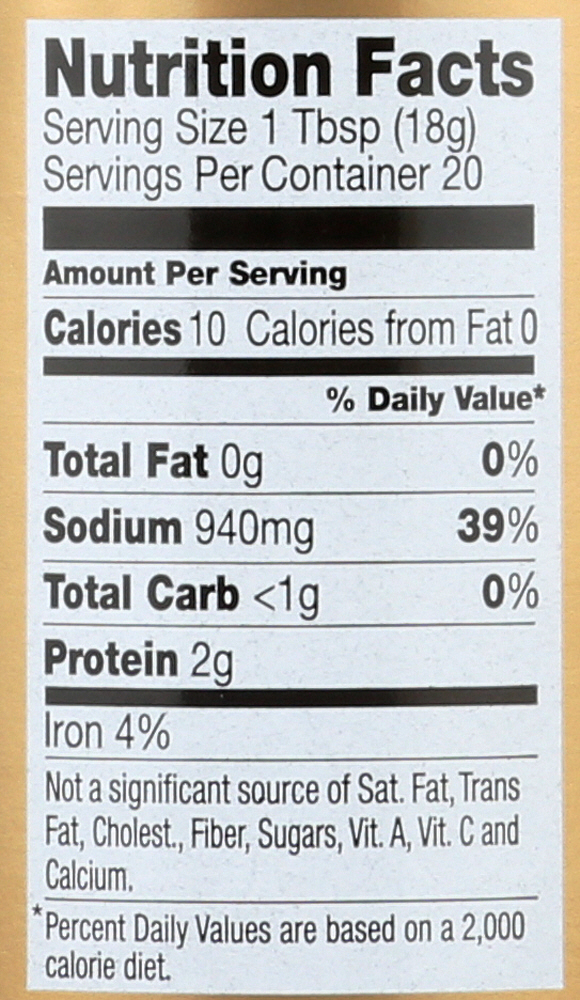 Nutrition Facts
Serving Size 1 Tbsp (18g)
Servings Per Container 20
Amount Per Serving
Calories 10 Calories from Fat 0
% Daily Value*
Total Fat 0g 0%
Sodium 940mg 39%
Total Carb <1g 0%
Protein 2g
Iron 4%
Not a significant source of Sat. Fat, Trans
Fat, Cholest., Fiber, Sugars, Vit. A, Vit. C and
Calcium.
*Percent Daily Values are based on a 2,000
calorie diet.